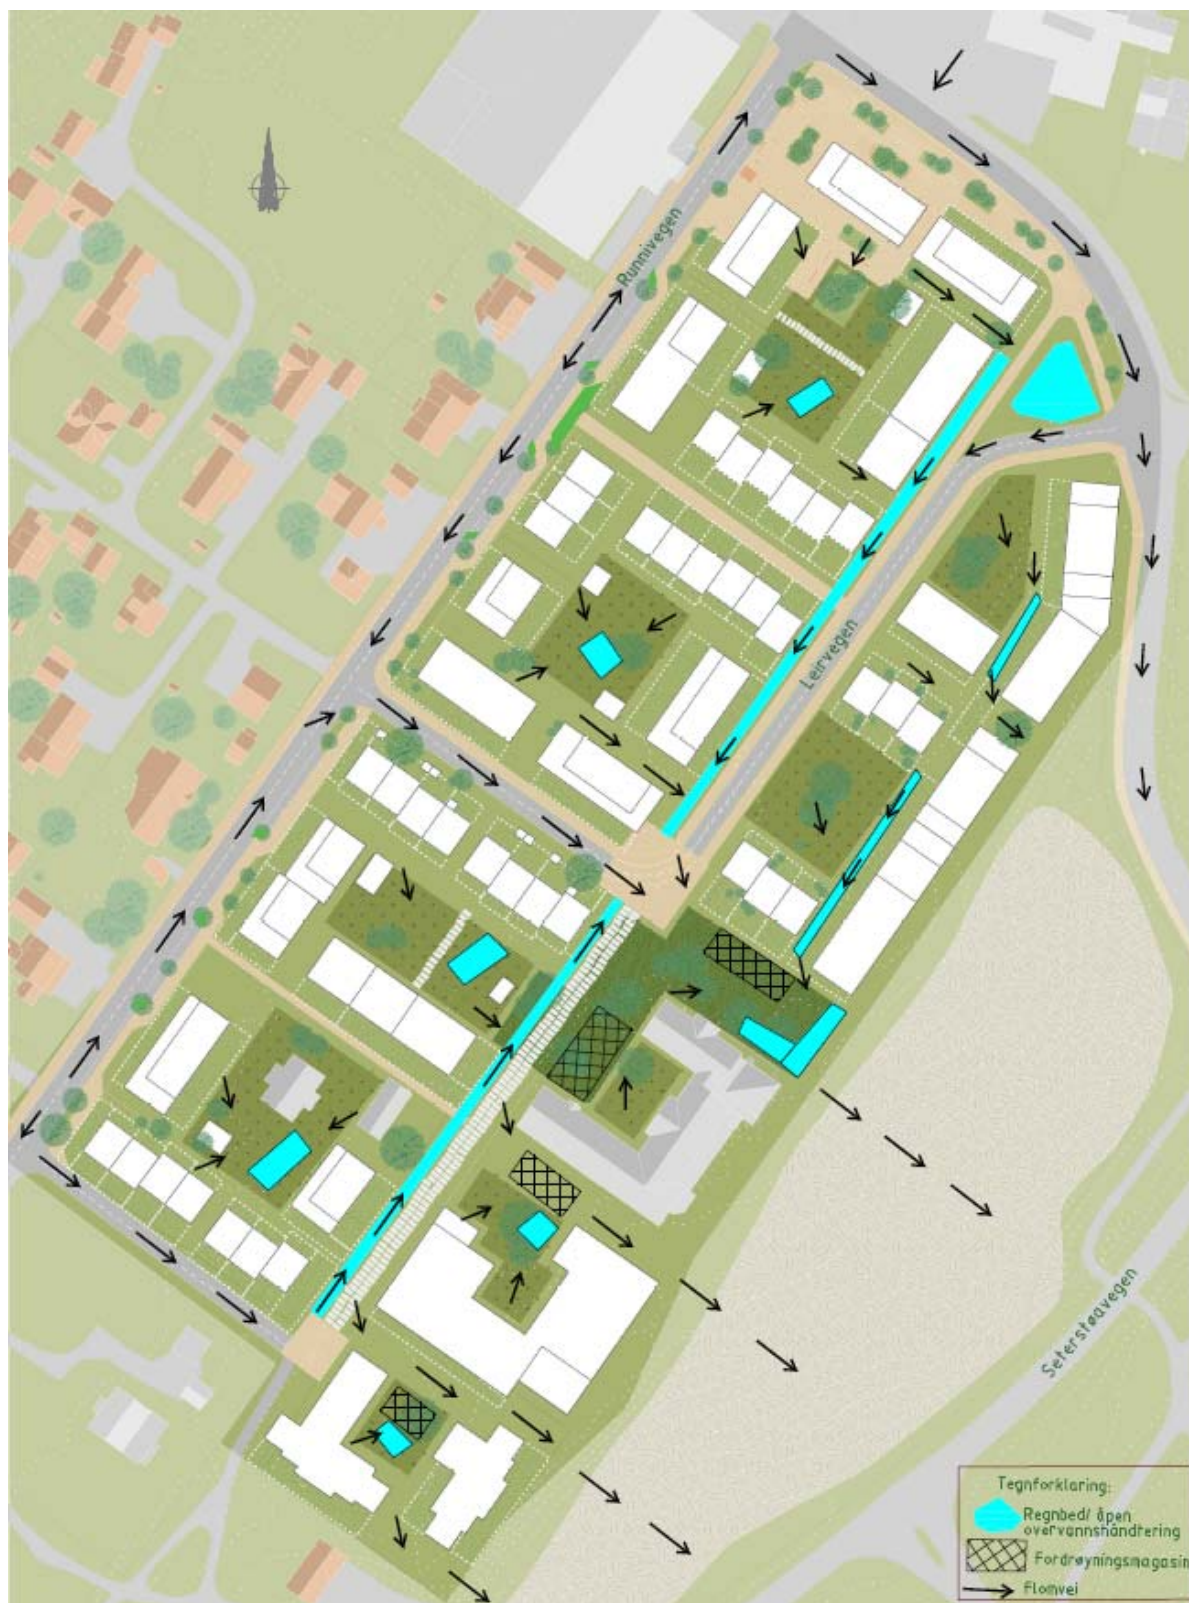 Runnivegen
Leirvegen
Seterstøavegen
Tegnforklaring:
Regnbed/ åpen
overvannshåndtering
Fordrøyningsmagasin
Flomvei